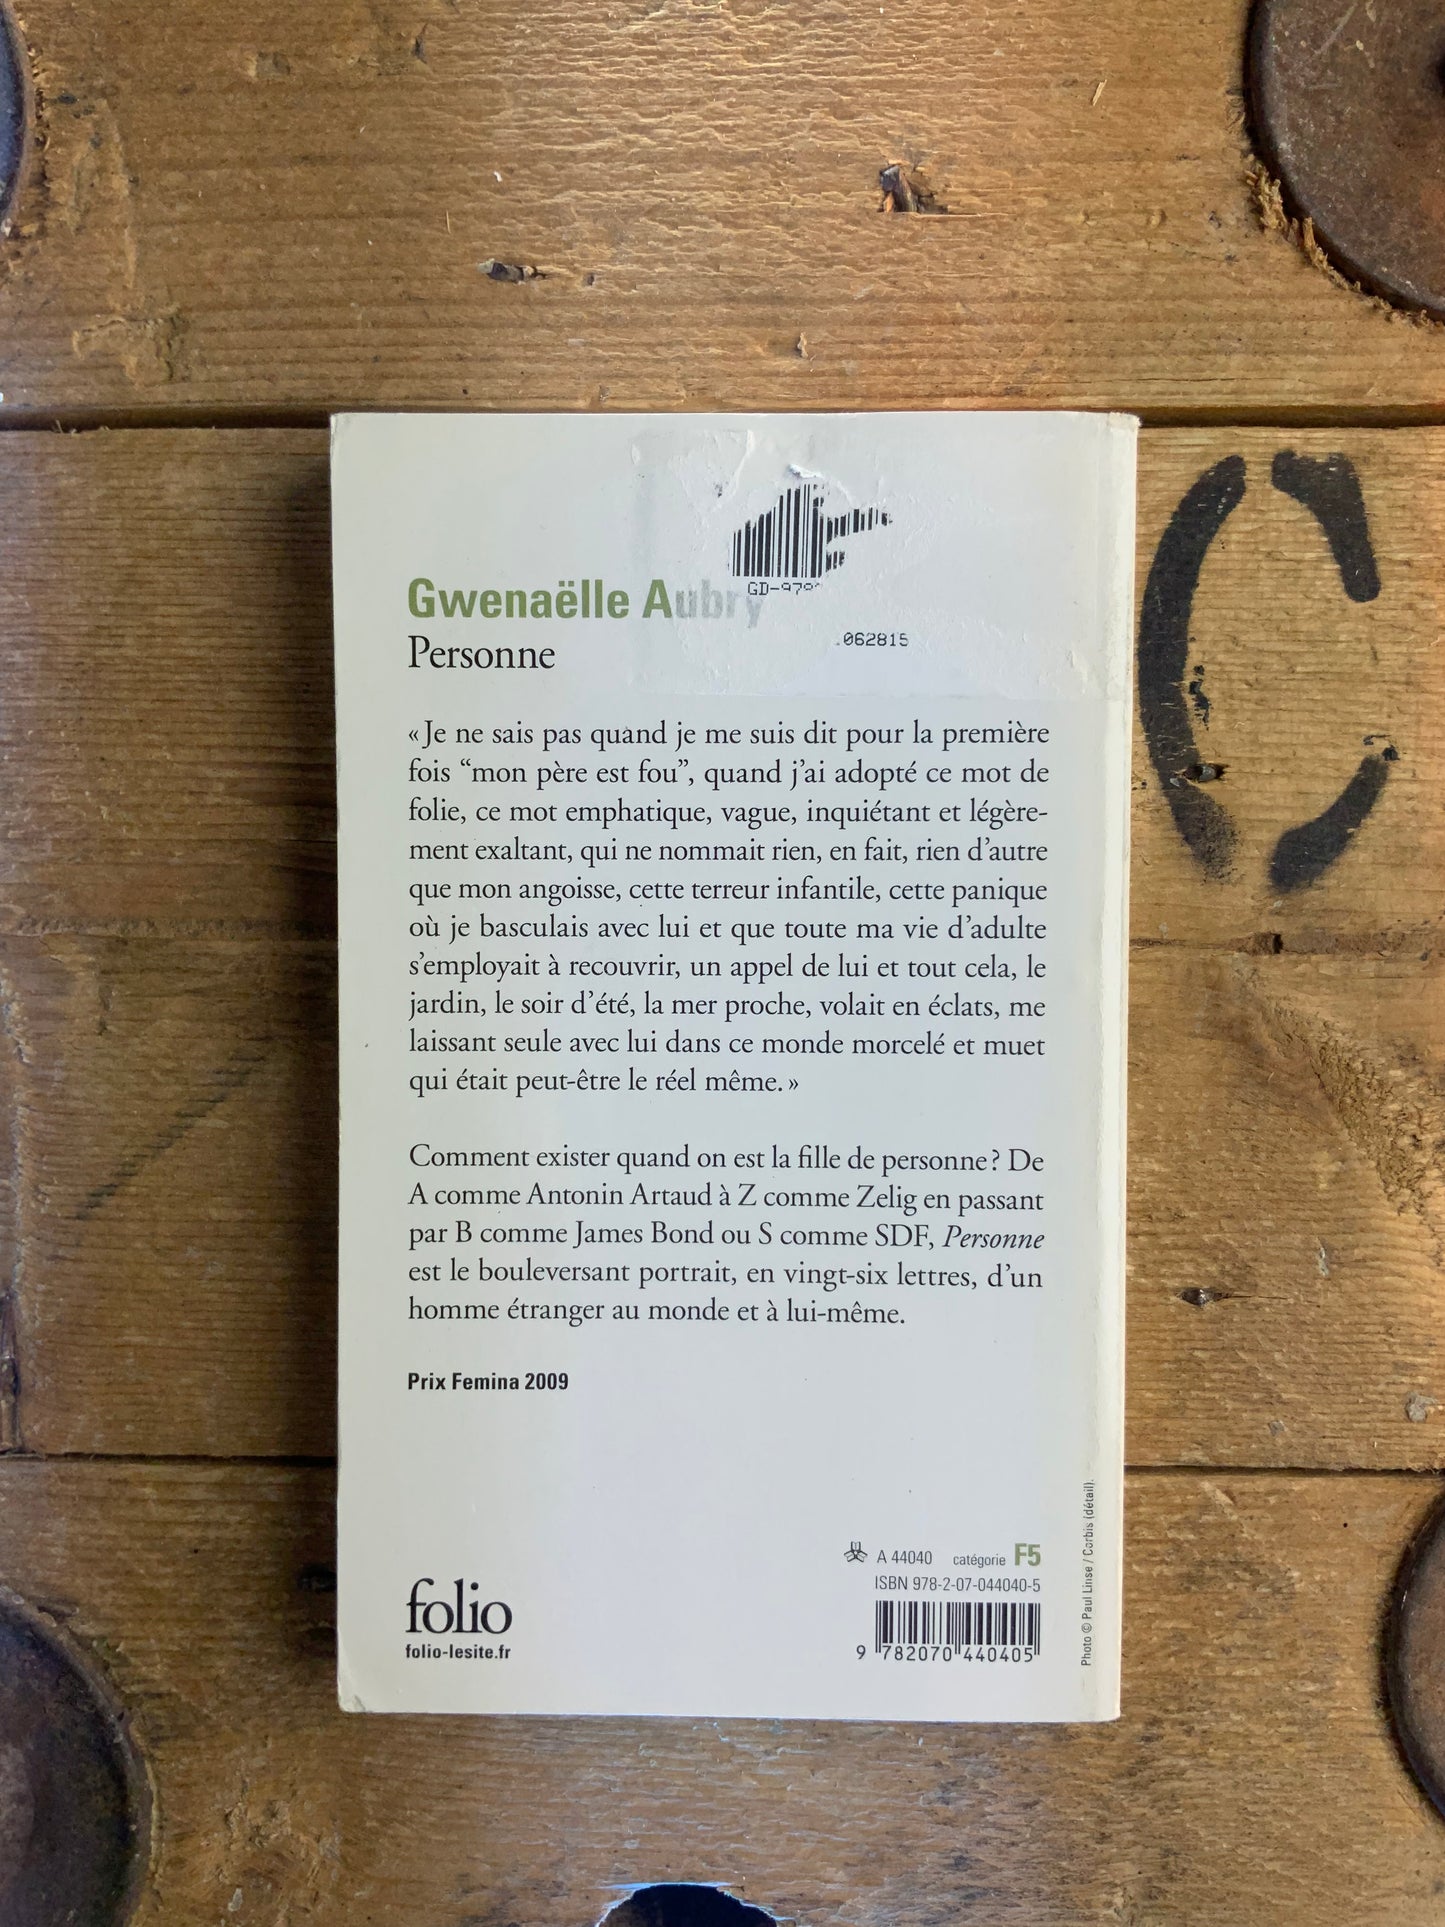 GD-979
.062815
Gwenaëlle Aubry
Personne
« Je ne sais pas quand je me suis dit pour la première
fois “mon père est fou”, quand j’ai adopté ce mot de
folie, ce mot emphatique, vague, inquiétant et légère-
ment exaltant, qui ne nommait rien, en fait, rien d’autre
que mon angoisse, cette terreur infantile, cette panique
où je basculais avec lui et que toute ma vie d’adulte
s’employait à recouvrir, un appel de lui et tout cela, le
jardin, le soir d’été, la mer proche, volait en éclats, me
laissant seule avec lui dans ce monde morcelé et muet
qui était peut-être le réel même. »
Comment exister quand on est la fille de personne ? De
A comme Antonin Artaud à Z comme Zelig en passant
par B comme James Bond ou S comme SDF, Personne
est le bouleversant portrait, en vingt-six lettres, d’un
homme étranger au monde et à lui-même.
Prix Femina 2009
folio
folio-lesite.fr
A 44040 catégorie F5
ISBN 978-2-07-044040-5
9 782070 440405
Photo © Paul Linse / Corbis (détail).
C